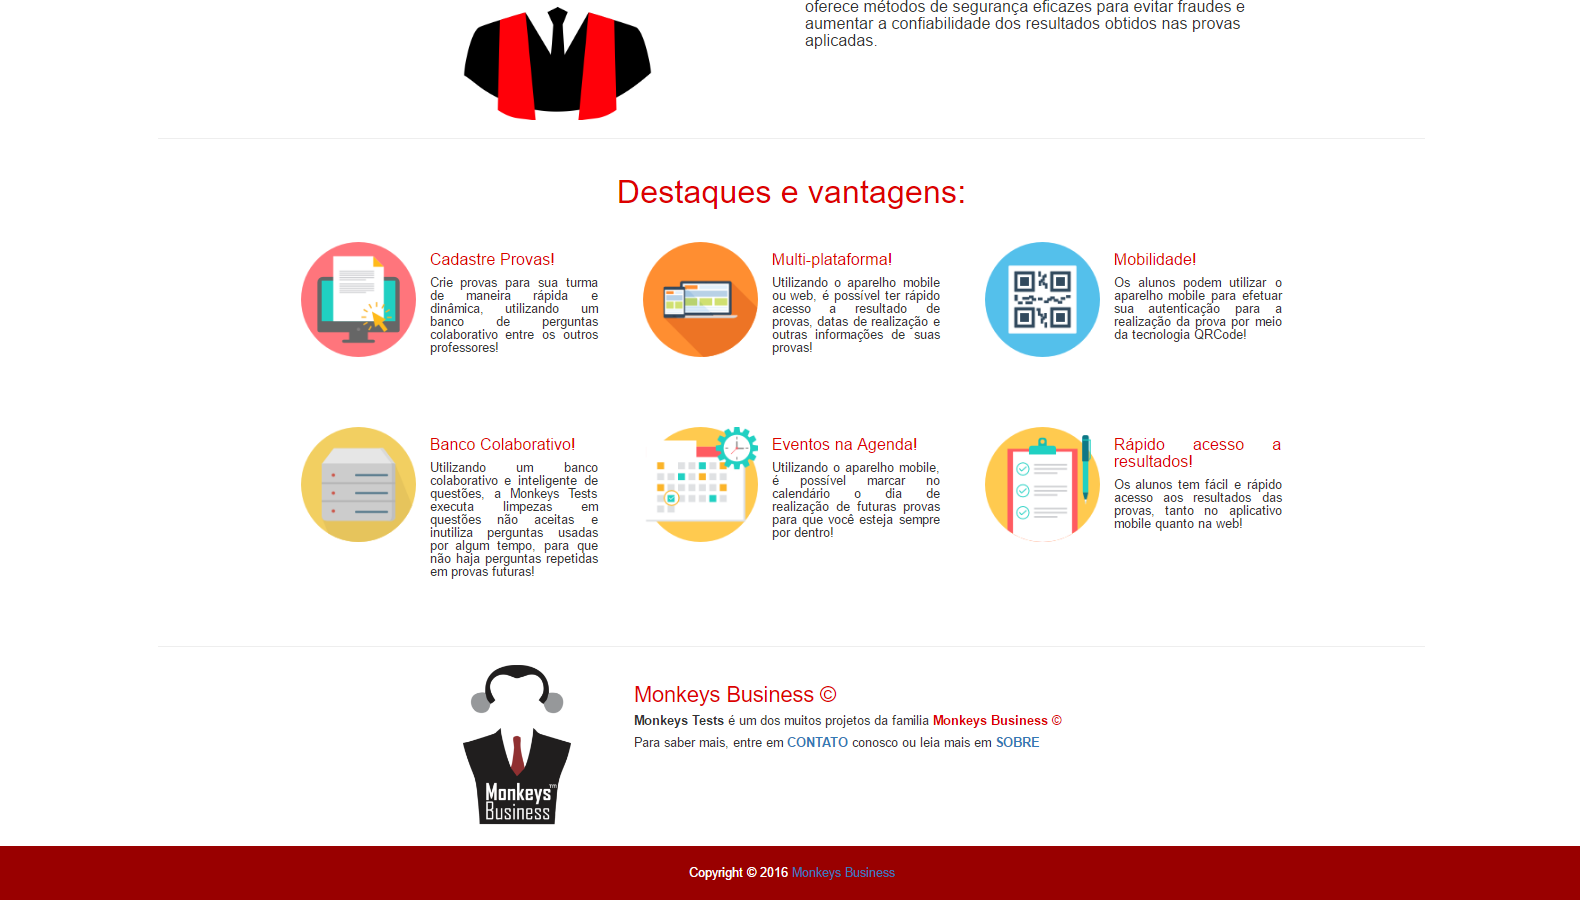 oferece métodos de segurança eficazes para evitar fraudes e
aumentar a confiabilidade dos resultados obtidos nas provas
aplicadas.
Destaques e vantagens:
Cadastre Provas!
Crie provas para sua turma
de maneira rápida e
dinâmica, utilizando um
banco de perguntas
colaborativo entre os outros
professores!
Multi-plataforma!
Utilizando o aparelho mobile
ou web, é possível ter rápido
acesso a resultado de
provas, datas de realização e
outras informações de suas
provas!
Mobilidade!
Os alunos podem utilizar o
aparelho mobile para efetuar
sua autenticação para a
realização da prova por meio
da tecnologia QRCode!
Banco Colaborativo!
Utilizando um banco
colaborativo e inteligente de
questões, a Monkeys Tests
executa limpezas em
questões não aceitas e
inutiliza perguntas usadas
por algum tempo, para que
não haja perguntas repetidas
em provas futuras!
Eventos na Agenda!
Utilizando o aparelho mobile,
é possível marcar no
calendário o dia de
realização de futuras provas
para que você esteja sempre
por dentro!
Rápido acesso a
resultados!
Os alunos tem fácil e rápido
acesso aos resultados das
provas, tanto no aplicativo
mobile quanto na web!
Monkeys™
Business
Monkeys Business ©
Monkeys Tests é um dos muitos projetos da familia Monkeys Business ©
Para saber mais, entre em CONTATO conosco ou leia mais em SOBRE
Copyright © 2016 Monkeys Business